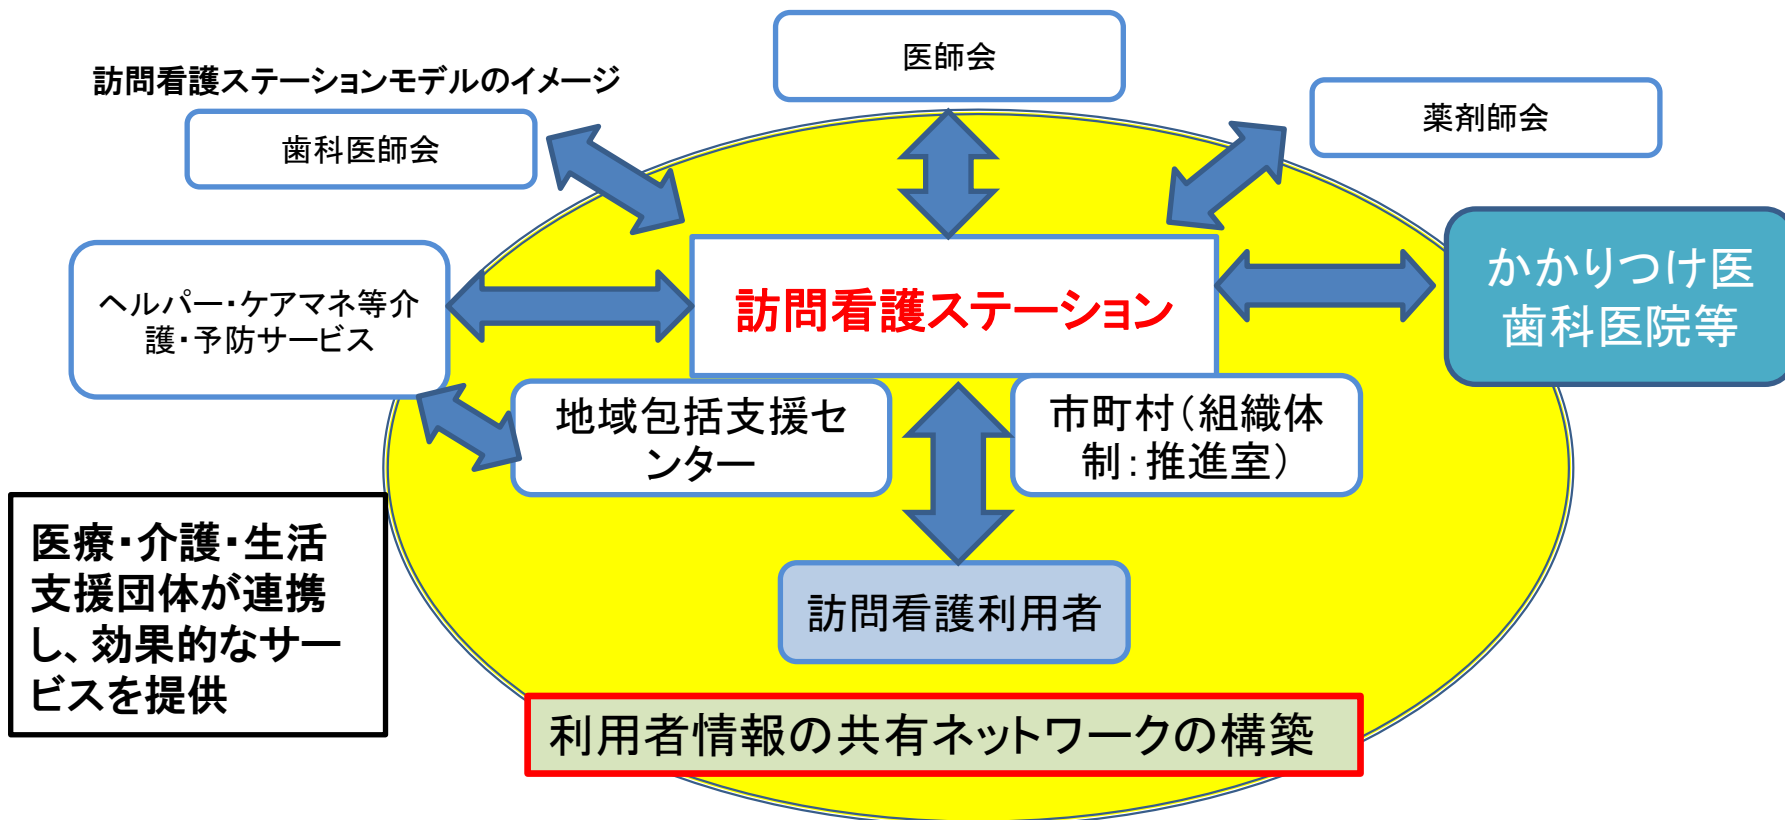 医師会
訪問看護ステーションモデルのイメージ
薬剤師会
歯科医師会
かかりつけ医
歯科医院等
ヘルパー・ケアマネ等介
護・予防サービス
訪問看護ステーション
地域包括支援セ
ンター
市町村(組織体
制:推進室)
医療・介護・生活
支援団体が連携
し、効果的なサー
ビスを提供
訪問看護利用者
利用者情報の共有ネットワークの構築